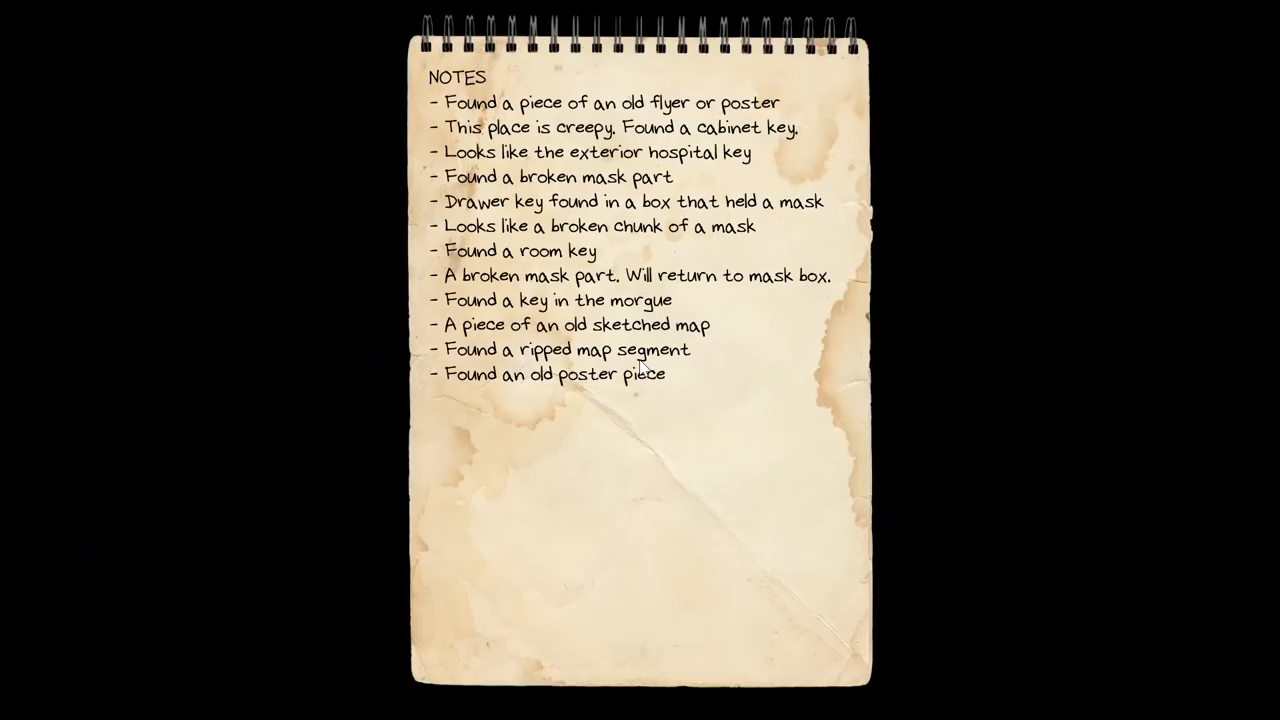 NOTES
- Found a piece of an old flyer or poster
- This place is creepy. Found a cabinet key.
- Looks like the exterior hospital key
- Found a broken mask part
- Drawer key found in a box that held a mask
- Looks like a broken chunk of a mask
- Found a room key
- A broken mask part. Will return to mask box.
- Found a key in the morgue
- A piece of an old sketched map
- Found a ripped map segment
- Found an old poster piece